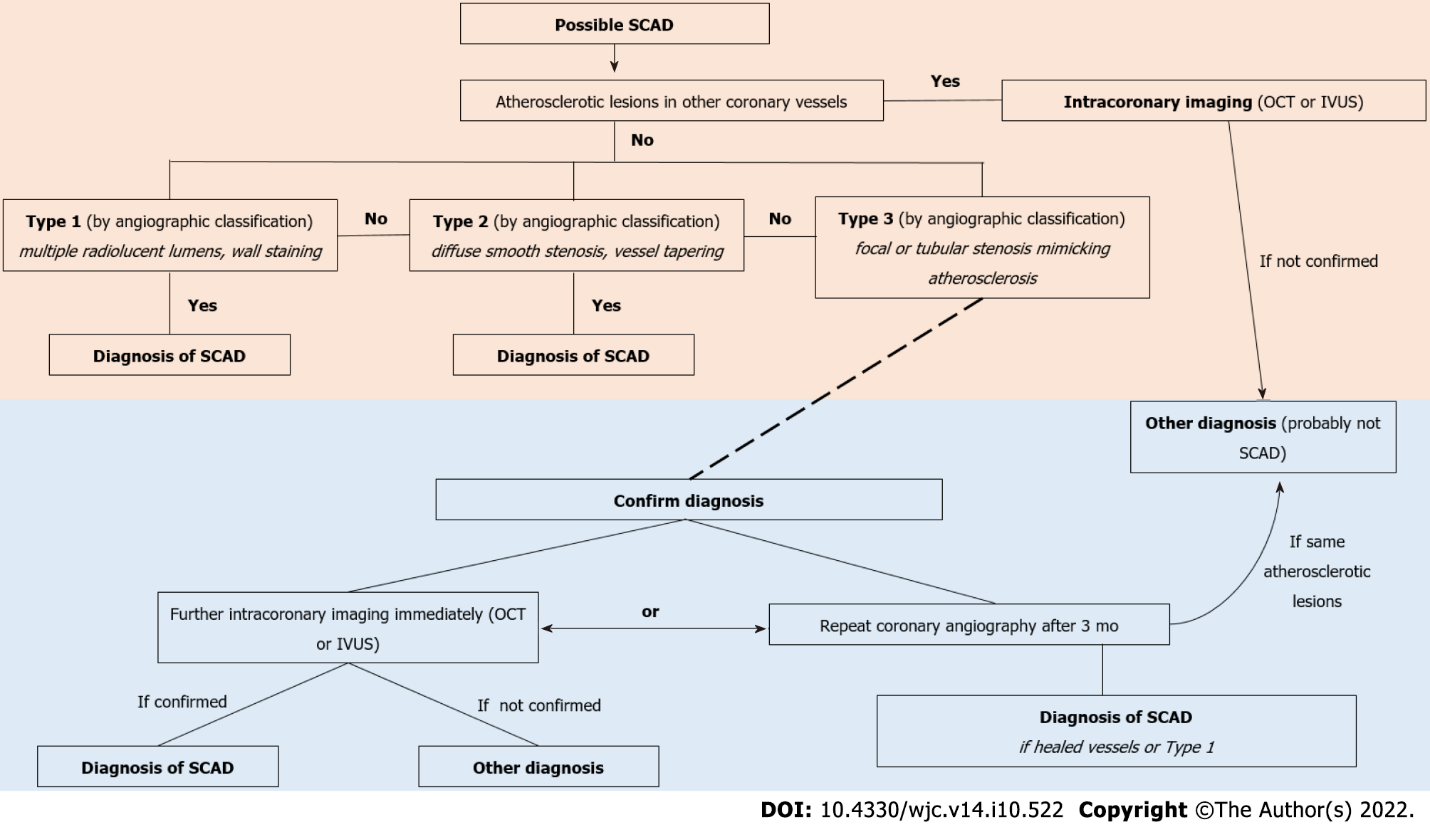 Possible SCAD
Atherosclerotic lesions in other coronary vessels
Yes
Intracoronary imaging (OCT or IVUS)
No
Type 1 (by angiographic classification)
multiple radiolucent lumens, wall staining
No
Type 2 (by angiographic classification)
diffuse smooth stenosis, vessel tapering
No
Type 3 (by angiographic classification)
focal or tubular stenosis mimicking
atherosclerosis
If not confirmed
Yes
Yes
Diagnosis of SCAD
Diagnosis of SCAD
Other diagnosis (probably not
SCAD)
Confirm diagnosis
If same
atherosclerotic
lesions
Further intracoronary imaging immediately (OCT
or IVUS)
or
Repeat coronary angiography after 3 mo
If confirmed
If not confirmed
Diagnosis of SCAD
if healed vessels or Type 1
Diagnosis of SCAD
Other diagnosis
DOI: 10.4330/wjc.v14.i10.522 Copyright ©The Author(s) 2022.